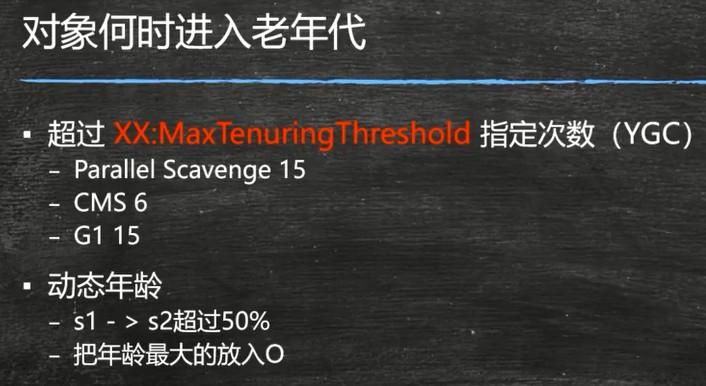 对象何时进入老年代
▪ 超过 XX:MaxTenuringThreshold 指定次数（YGC）
– Parallel Scavenge 15
– CMS 6
– G1 15
▪ 动态年龄
– s1 - > s2超过50%
– 把年龄最大的放入O